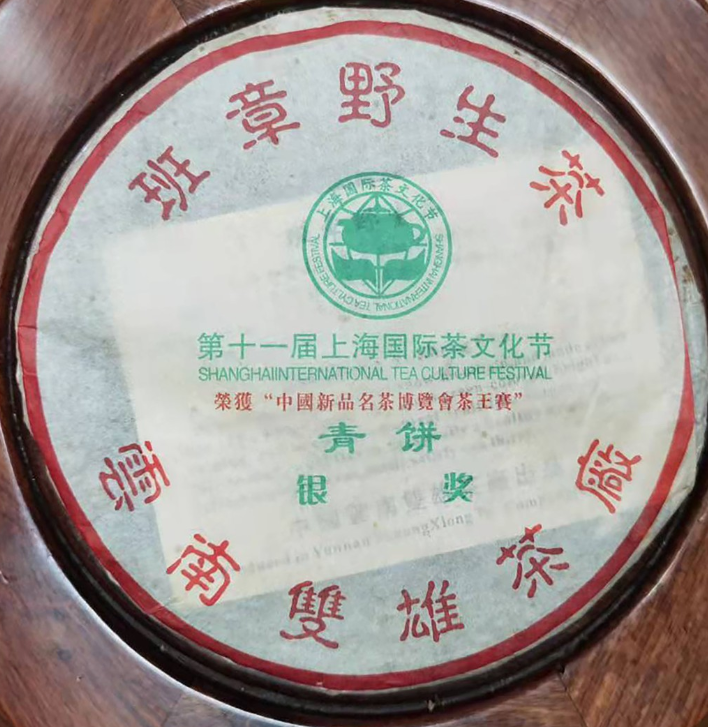 班章野生茶
上海国际茶文化节
SHANGHAI INTERNATIONAL TEA CULTURE FESTIVAL
第十一届上海国际茶文化节
SHANGHAIINTERNATIONAL TEA CULTURE FESTIVAL
榮獲“中國新品名茶博覽會茶王賽”
青饼
银奖
雲南雙雄茶廠